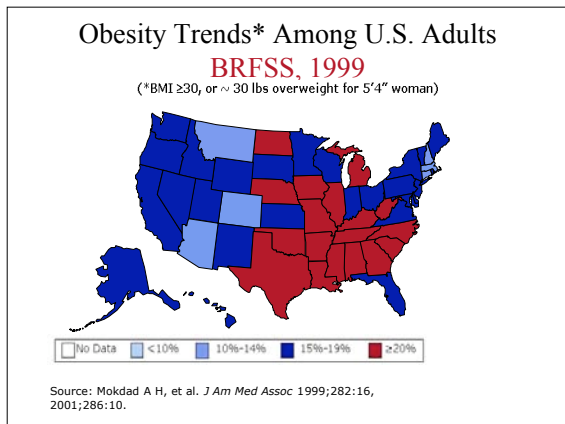 Obesity Trends* Among U.S. Adults
BRFSS, 1999
(*BMI ≥30, or ~ 30 lbs overweight for 5’4” woman)
No Data <10% 10%-14% 15%-19% ≥20%
Source: Mokdad A H, et al. J Am Med Assoc 1999;282:16,
2001;286:10.